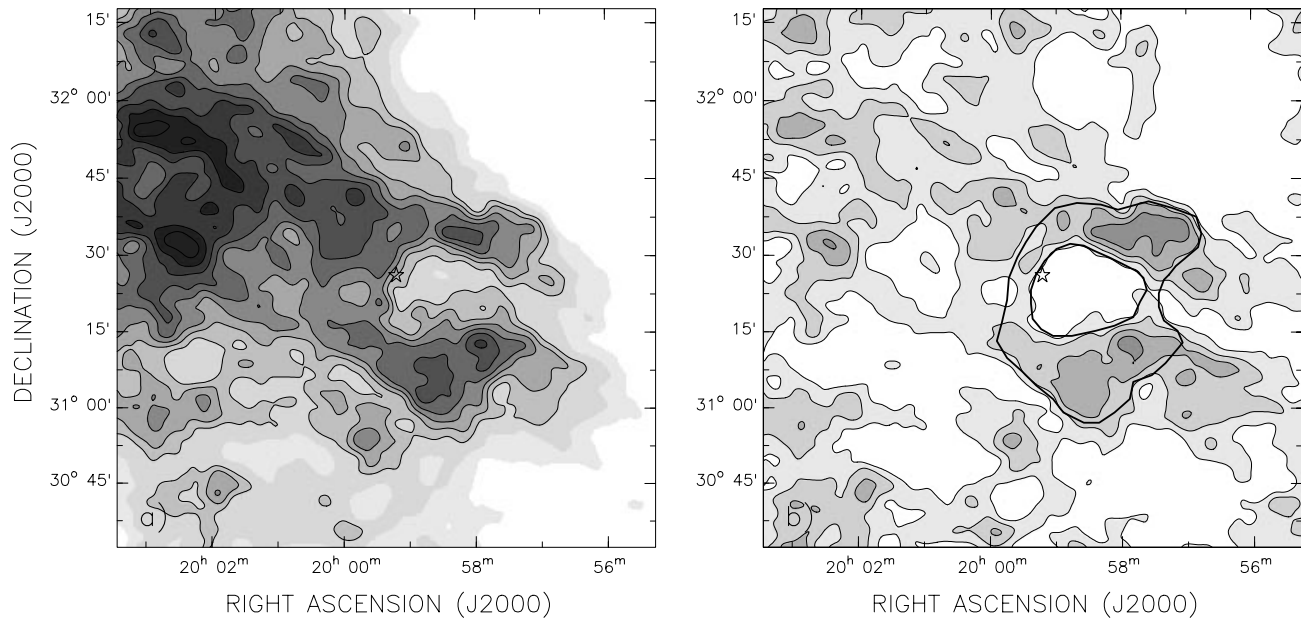 15'
32° 00'
45'
30'
15'
31° 00'
30° 45'
DECLINATION (J2000)
a)
20ʰ 02ᵐ
20ʰ 00ᵐ
58ᵐ
56ᵐ
RIGHT ASCENSION (J2000)
15'
32° 00'
45'
30'
15'
31° 00'
30° 45'
b)
20ʰ 02ᵐ
20ʰ 00ᵐ
58ᵐ
56ᵐ
RIGHT ASCENSION (J2000)